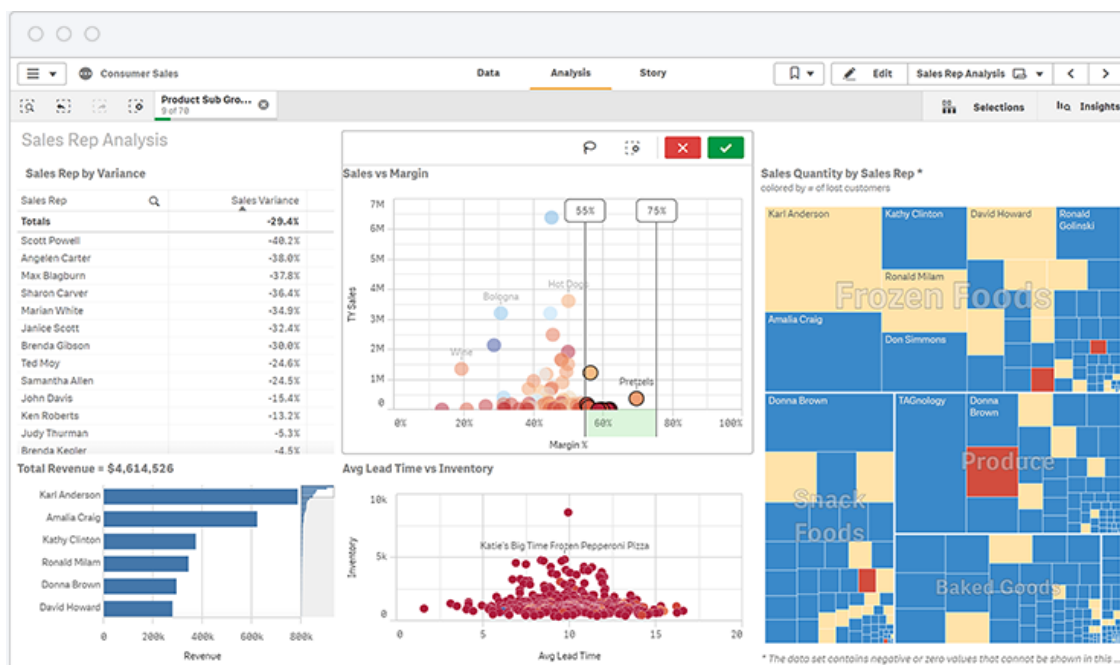 Consumer Sales
Data
Analysis
Story
Edit
Sales Rep Analysis
Product Sub Gro...
9 of 70
Selections
Insights
Sales Rep Analysis
Sales Rep by Variance
Sales Rep Sales Variance
Totals -29.4%
Scott Powell -40.2%
Angelen Carter -38.0%
Max Blagburn -37.8%
Sharon Carver -36.4%
Marian White -34.9%
Janice Scott -32.4%
Brenda Gibson -30.0%
Ted Moy -24.6%
Samantha Allen -24.5%
John Davis -15.4%
Ken Roberts -13.2%
Judy Thurman -5.3%
Brenda Kepler -4.5%
Sales vs Margin
7M
6M
5M
4M
3M
2M
1M
0
TY Sales
55%
75%
Hot Dogs
Bologna
Wine
Pretzels
0% 20% 40% 60% 80% 100%
Margin %
Sales Quantity by Sales Rep *
colored by # of lost customers
Karl Anderson
Kathy Clinton
David Howard
Ronald
Golinski
Ronald Milam
Frozen Foods
Amalia Craig
Don Simmons
Donna Brown
TAGnology
Donna
Brown
Produce
Snack
Foods
Baked Goods
* The data set contains negative or zero values that cannot be shown in this ...
Total Revenue = $4,614,526
Karl Anderson
Amalia Craig
Kathy Clinton
Ronald Milam
Donna Brown
David Howard
0 200k 400k 600k 800k
Revenue
Avg Lead Time vs Inventory
10k
5k
0
Inventory
Katie's Big Time Frozen Pepperoni Pizza
0 5 10 15 20
Avg Lead Time